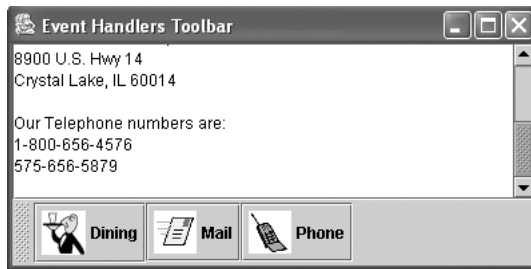 Event Handlers Toolbar
8900 U.S. Hwy 14
Crystal Lake, IL 60014
Our Telephone numbers are:
1-800-656-4576
575-656-5879
Dining Mail Phone